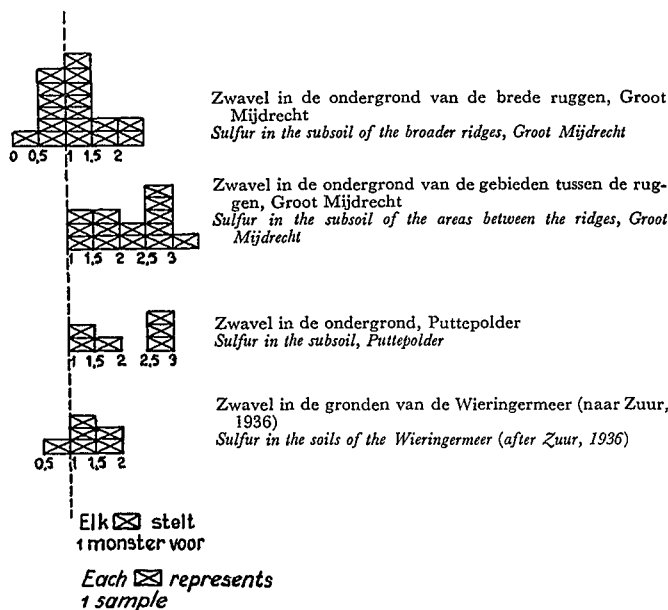 0 0,5 1 1,5 2
Zwavel in de ondergrond van de brede ruggen, Groot
Mijdrecht
Sulfur in the subsoil of the broader ridges, Groot Mijdrecht
1 1,5 2 2,5 3
Zwavel in de ondergrond van de gebieden tussen de rug-
gen, Groot Mijdrecht
Sulfur in the subsoil of the areas between the ridges, Groot
Mijdrecht
1 1,5 2 2,5 3
Zwavel in de ondergrond, Puttepolder
Sulfur in the subsoil, Puttepolder
0,5 1 1,5 2
Zwavel in de gronden van de Wieringermeer (naar Zuur,
1936)
Sulfur in the soils of the Wieringermeer (after Zuur, 1936)
Elk stelt
1 monster voor
Each represents
1 sample